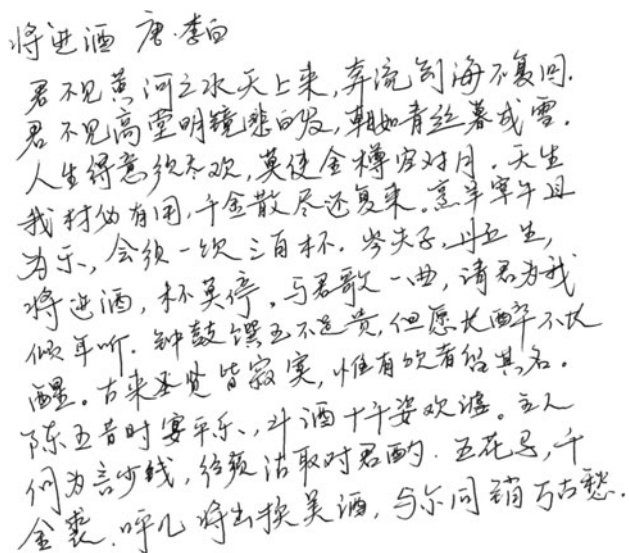 将进酒 唐·李白
君不见黄河之水天上来,奔流到海不复回.
君不见高堂明镜悲白发,朝如青丝暮成雪.
人生得意须尽欢,莫使金樽空对月.天生
我材必有用,千金散尽还复来.烹羊宰牛且
为乐,会须一饮三百杯.岑夫子,丹丘生,
将进酒,杯莫停.与君歌一曲,请君为我
倾耳听.钟鼓馔玉不足贵,但愿长醉不长
醒。古来圣贤皆寂寞,惟有饮者留其名。
陈王昔时宴平乐,斗酒十千恣欢谑。主人
何为言少钱,径须沽取对君酌.五花马,千
金裘.呼儿将出换美酒,与尔同销万古愁.